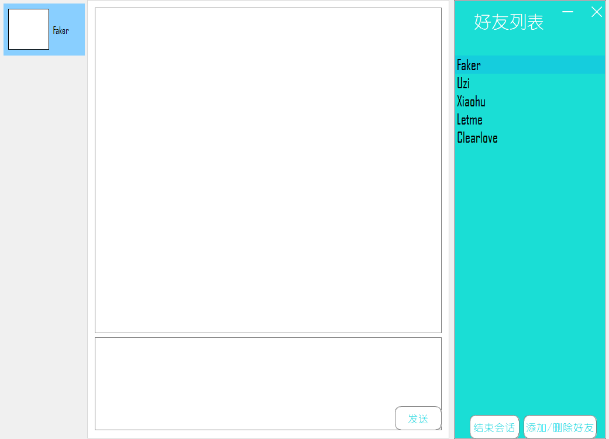 Faker
好友列表
Faker
Uzi
Xiaohu
Letme
Clearlove
发送
结束会话
添加/删除好友